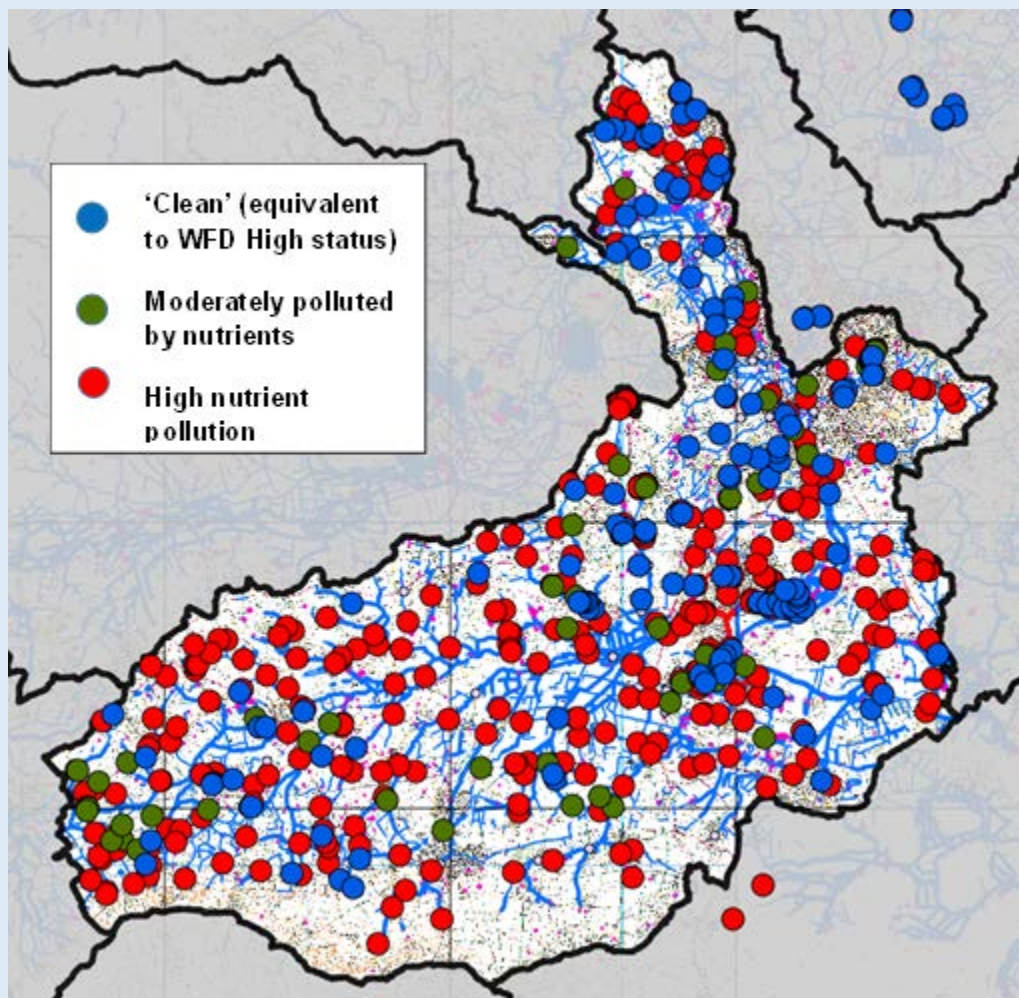 ‘Clean’ (equivalent
to WFD High status)
Moderately polluted
by nutrients
High nutrient
pollution